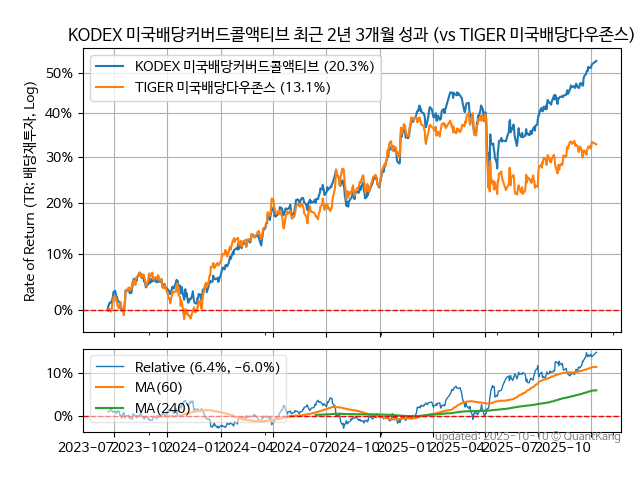 KODEX 미국배당커버드콜액티브 최근 2년 3개월 성과 (vs TIGER 미국배당다우존스)
Rate of Return (TR: 배당재투자, Log)
50%
40%
30%
20%
10%
0%
KODEX 미국배당커버드콜액티브 (20.3%)
TIGER 미국배당다우존스 (13.1%)
10%
0%
Relative (6.4%, -6.0%)
MA(60)
MA(240)
2023-07 2023-10 2024-01 2024-04 2024-07 2024-10 2025-01 2025-04 2025-07 2025-10
updated: 2025-10-10 © QuantKang